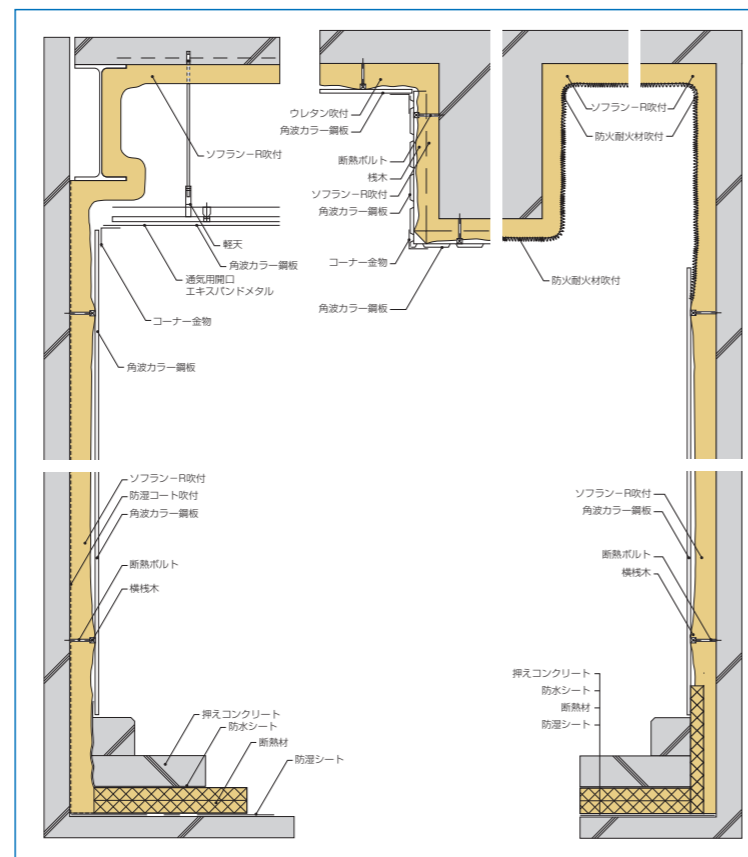 ソフラン-R吹付
軽天
角波カラー鋼板
通気用開口
エキスパンドメタル
コーナー金物
角波カラー鋼板
ウレタン吹付
角波カラー鋼板
断熱ボルト
桟木
ソフラン-R吹付
角波カラー鋼板
コーナー金物
角波カラー鋼板
ソフラン-R吹付
防火耐火材吹付
防火耐火材吹付
ソフラン-R吹付
防湿コート吹付
角波カラー鋼板
断熱ボルト
横桟木
押えコンクリート
防水シート
断熱材
防湿シート
ソフラン-R吹付
角波カラー鋼板
断熱ボルト
横桟木
押えコンクリート
防水シート
断熱材
防湿シート